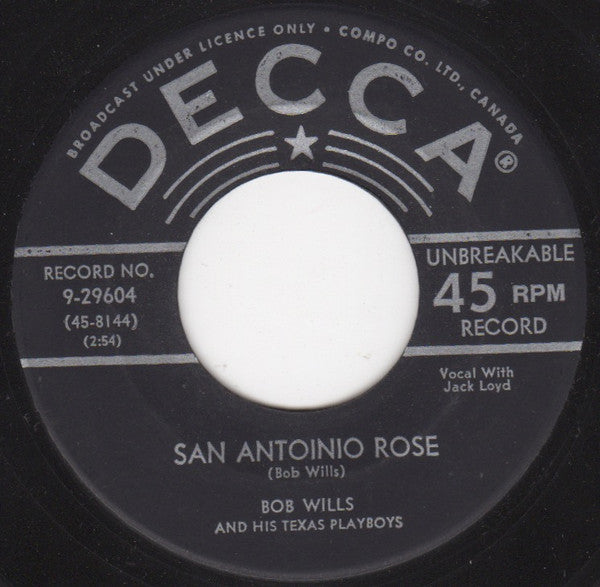 BROADCAST UNDER LICENCE ONLY • COMPO CO. LTD., CANADA
DECCA®
RECORD NO.
9-29604
(45-8144)
(2:54)
UNBREAKABLE
45 RPM
RECORD
Vocal With
Jack Loyd
SAN ANTOINIO ROSE
(Bob Wills)
BOB WILLS
AND HIS TEXAS PLAYBOYS